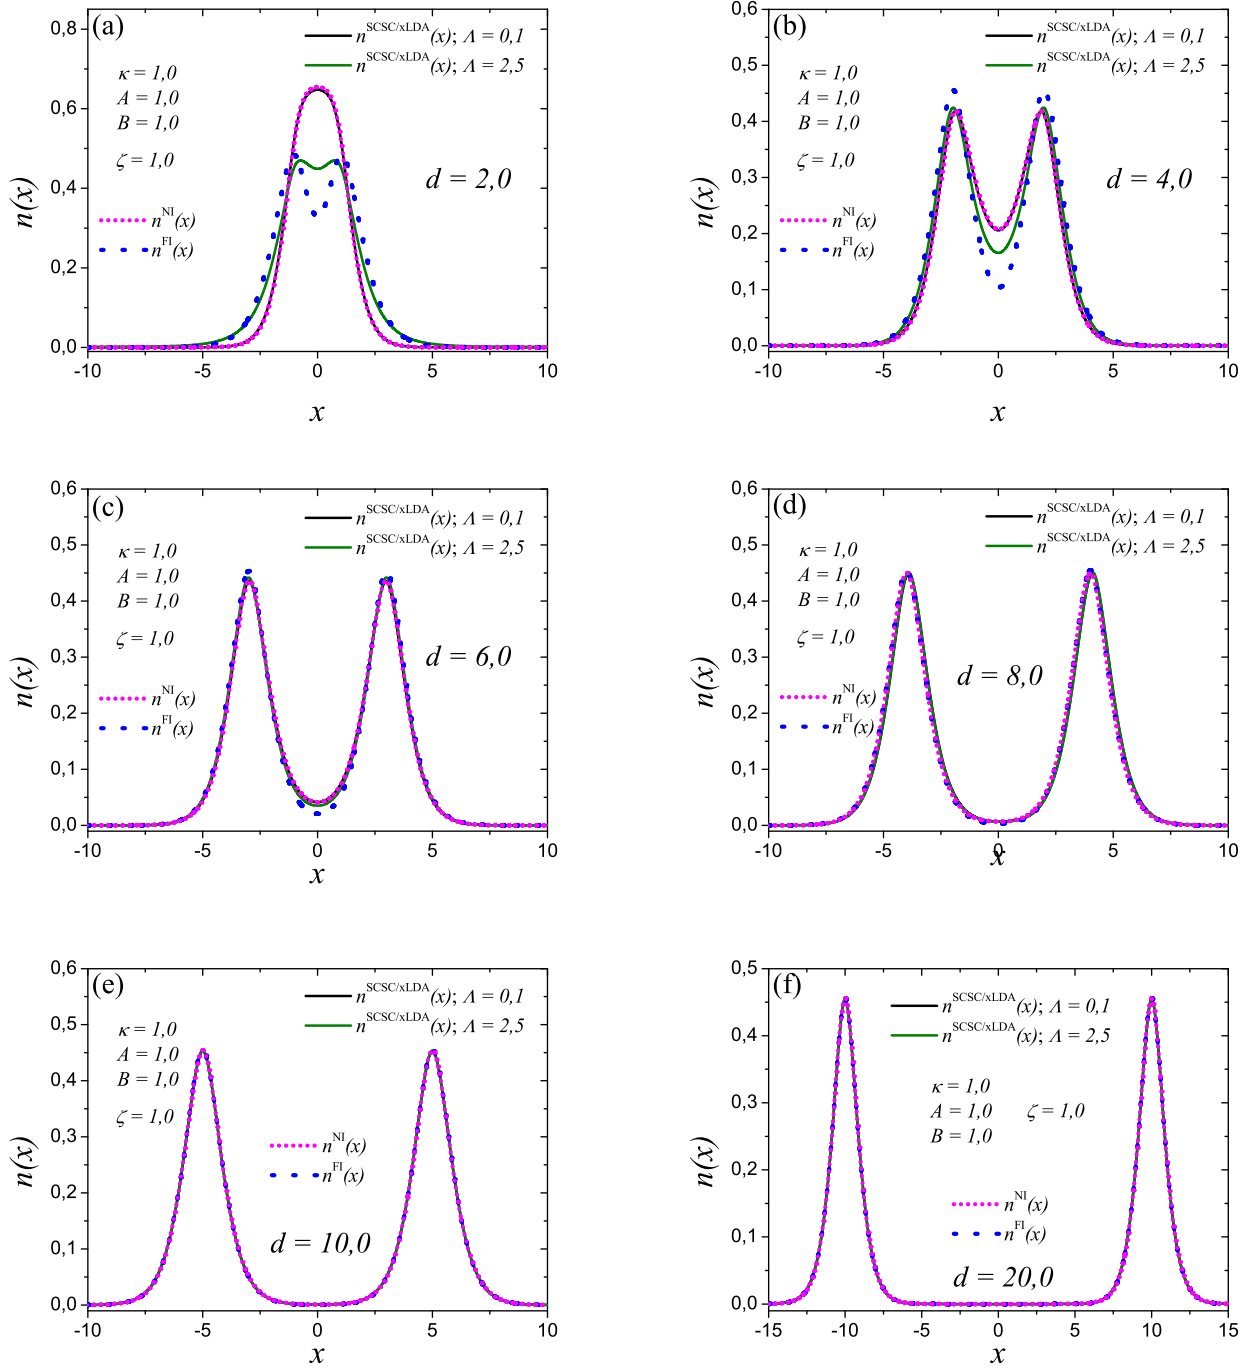 (a)
n^SCSC/xLDA(x); Λ = 0,1
n^SCSC/xLDA(x); Λ = 2,5
κ = 1,0
A = 1,0
B = 1,0
ζ = 1,0
d = 2,0
n^NI(x)
n^FI(x)
n(x)
0,8
0,6
0,4
0,2
0,0
-10 -5 0 5 10
x
(b)
n^SCSC/xLDA(x); Λ = 0,1
n^SCSC/xLDA(x); Λ = 2,5
κ = 1,0
A = 1,0
B = 1,0
ζ = 1,0
d = 4,0
n^NI(x)
n^FI(x)
n(x)
0,6
0,5
0,4
0,3
0,2
0,1
0,0
-10 -5 0 5 10
x
(c)
n^SCSC/xLDA(x); Λ = 0,1
n^SCSC/xLDA(x); Λ = 2,5
κ = 1,0
A = 1,0
B = 1,0
ζ = 1,0
d = 6,0
n^NI(x)
n^FI(x)
n(x)
0,6
0,5
0,4
0,3
0,2
0,1
0,0
-10 -5 0 5 10
x
(d)
n^SCSC/xLDA(x); Λ = 0,1
n^SCSC/xLDA(x); Λ = 2,5
κ = 1,0
A = 1,0
B = 1,0
ζ = 1,0
d = 8,0
n^NI(x)
n^FI(x)
n(x)
0,6
0,5
0,4
0,3
0,2
0,1
0,0
-10 -5 0 5 10
x
(e)
n^SCSC/xLDA(x); Λ = 0,1
n^SCSC/xLDA(x); Λ = 2,5
κ = 1,0
A = 1,0
B = 1,0
ζ = 1,0
n^NI(x)
n^FI(x)
d = 10,0
n(x)
0,6
0,5
0,4
0,3
0,2
0,1
0,0
-10 -5 0 5 10
x
(f)
n^SCSC/xLDA(x); Λ = 0,1
n^SCSC/xLDA(x); Λ = 2,5
κ = 1,0
A = 1,0 ζ = 1,0
B = 1,0
n^NI(x)
n^FI(x)
d = 20,0
n(x)
0,5
0,4
0,3
0,2
0,1
0,0
-15 -10 -5 0 5 10 15
x